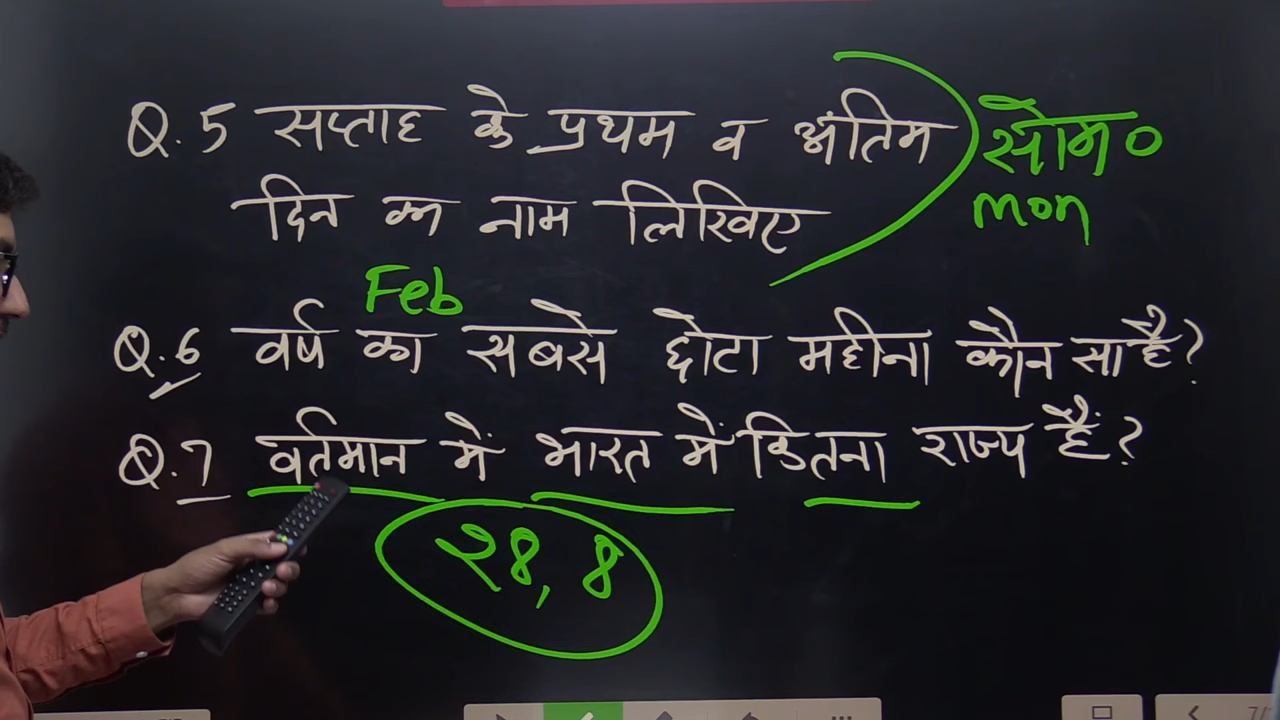 Q.5 सप्ताह के प्रथम व अंतिम
दिन का नाम लिखिए
सोम०
mon
Feb
Q.6 वर्ष का सबसे छोटा महीना कौन सा है?
Q.7 वर्तमान में भारत में कितना राज्य हैं?
२8, 8